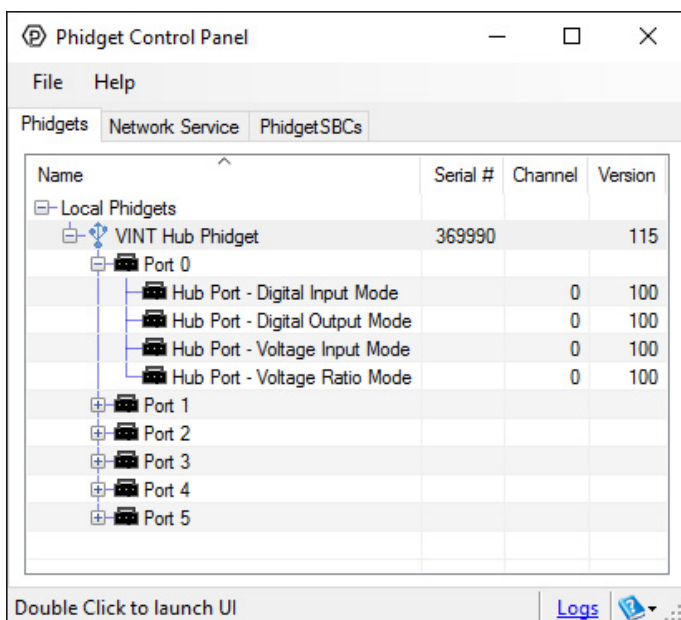 Phidget Control Panel
File Help
Phidgets Network Service PhidgetSBCs
Name Serial # Channel Version
Local Phidgets
VINT Hub Phidget 369990 115
Port 0
Hub Port - Digital Input Mode 0 100
Hub Port - Digital Output Mode 0 100
Hub Port - Voltage Input Mode 0 100
Hub Port - Voltage Ratio Mode 0 100
Port 1
Port 2
Port 3
Port 4
Port 5
Double Click to launch UI Logs